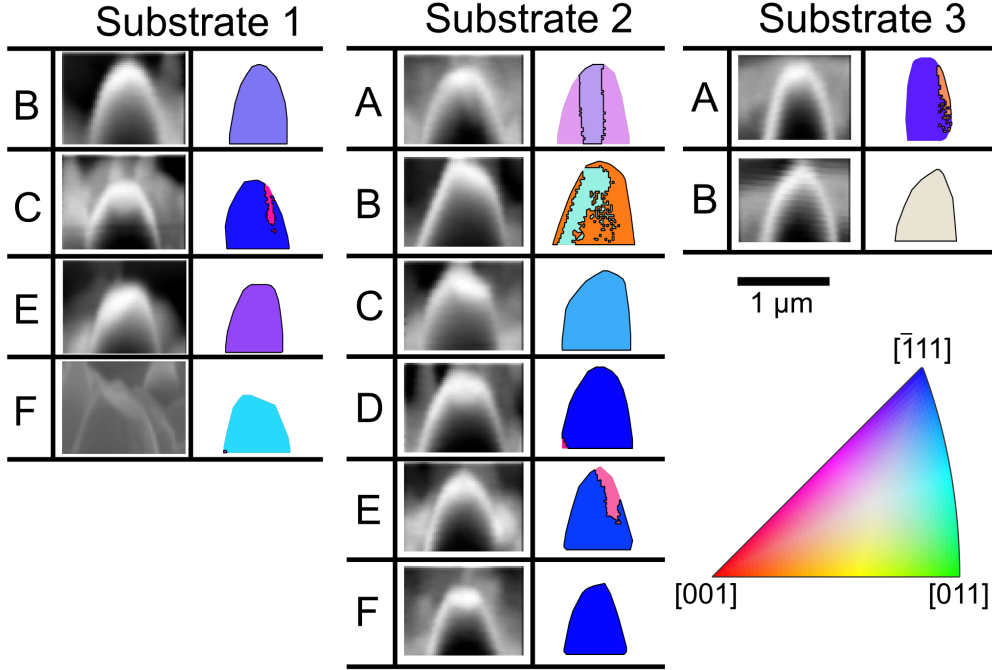 Substrate 1
B
C
E
F
Substrate 2
A
B
C
D
E
F
Substrate 3
A
B
1 µm
[1̄11]
[001]
[011]